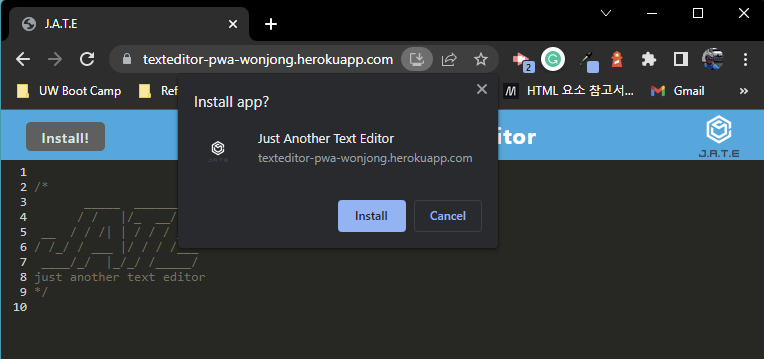 J.A.T.E
texteditor-pwa-wonjong.herokuapp.com
2
UW Boot Camp
Ref
HTML 요소 참고서...
Gmail
Install app?
Just Another Text Editor
texteditor-pwa-wonjong.herokuapp.com
Install
Cancel
Install!
itor
J.A.T.E
1
2 /*
3
4
5
6
7
8 just another text editor
9 */
10